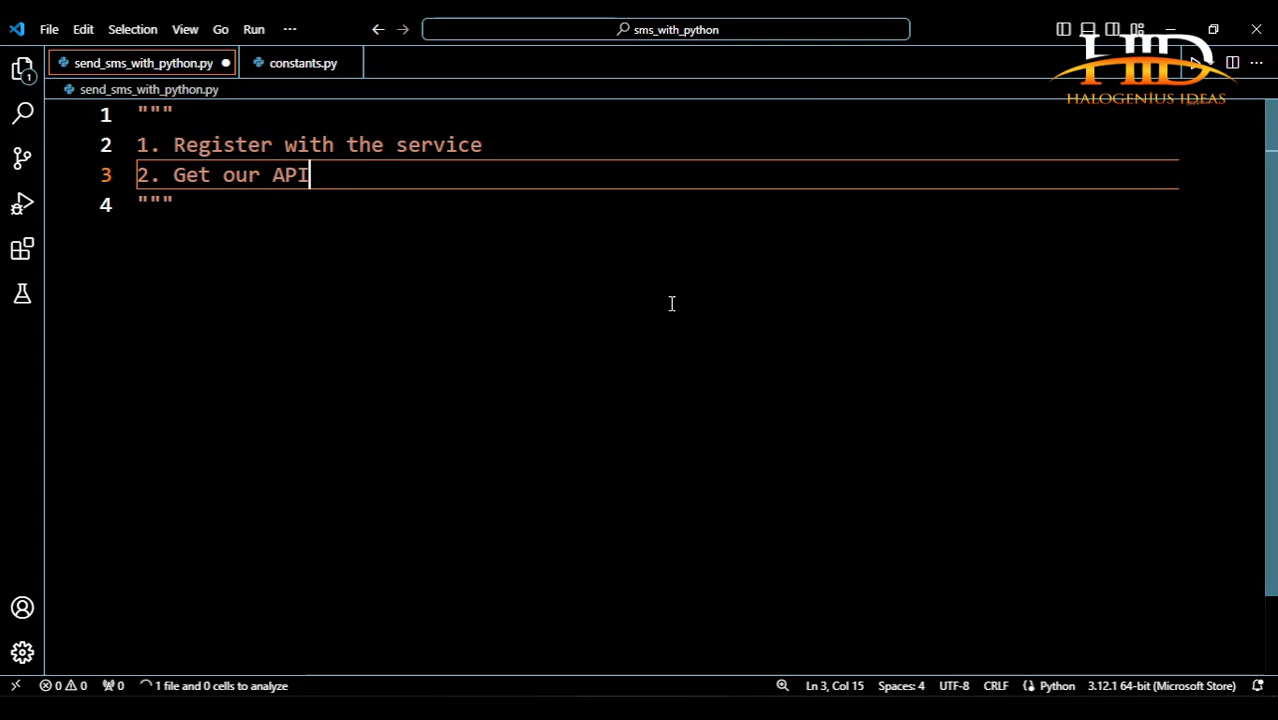 File Edit Selection View Go Run ··· sms_with_python
HIID
HALOGENIUS IDEAS
send_sms_with_python.py constants.py
send_sms_with_python.py
1 """
2 1. Register with the service
3 2. Get our API
4 """
1
0 0 0 1 file and 0 cells to analyze Ln 3, Col 15 Spaces: 4 UTF-8 CRLF Python 3.12.1 64-bit (Microsoft Store)